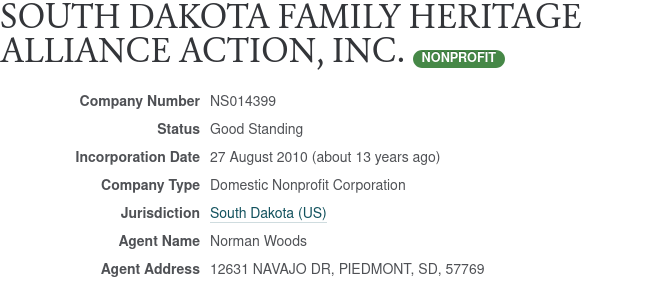 SOUTH DAKOTA FAMILY HERITAGE
ALLIANCE ACTION, INC. NONPROFIT
Company Number NS014399
Status Good Standing
Incorporation Date 27 August 2010 (about 13 years ago)
Company Type Domestic Nonprofit Corporation
Jurisdiction South Dakota (US)
Agent Name Norman Woods
Agent Address 12631 NAVAJO DR, PIEDMONT, SD, 57769